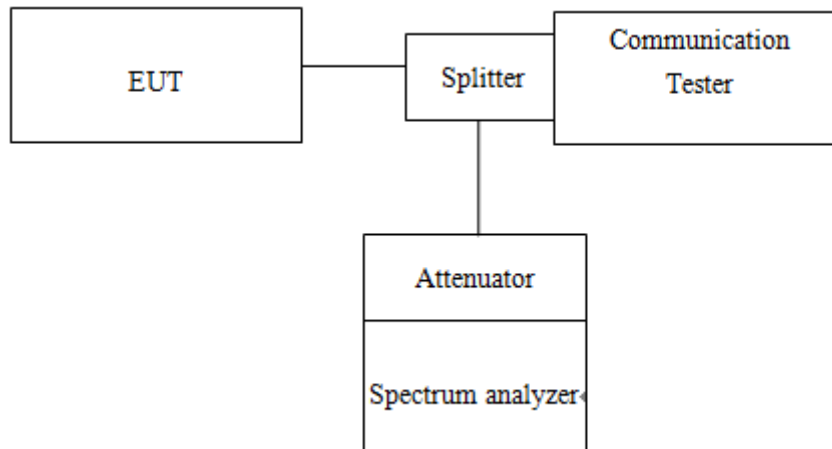 EUT
Splitter
Communication
Tester
Attenuator
Spectrum analyzer